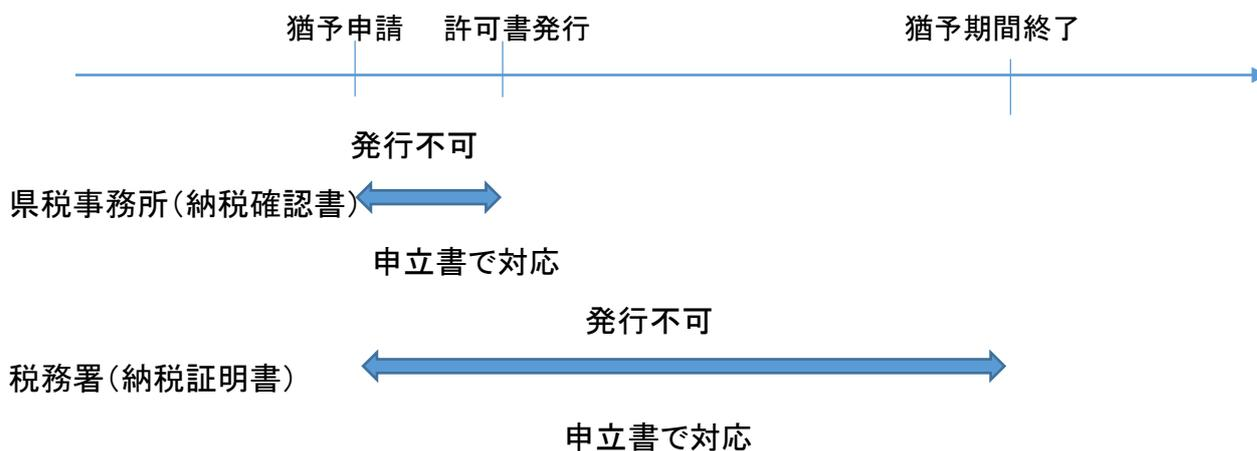 猶予申請 許可書発行 猶予期間終了
発行不可
県税事務所(納税確認書)
申立書で対応
発行不可
税務署(納税証明書)
申立書で対応